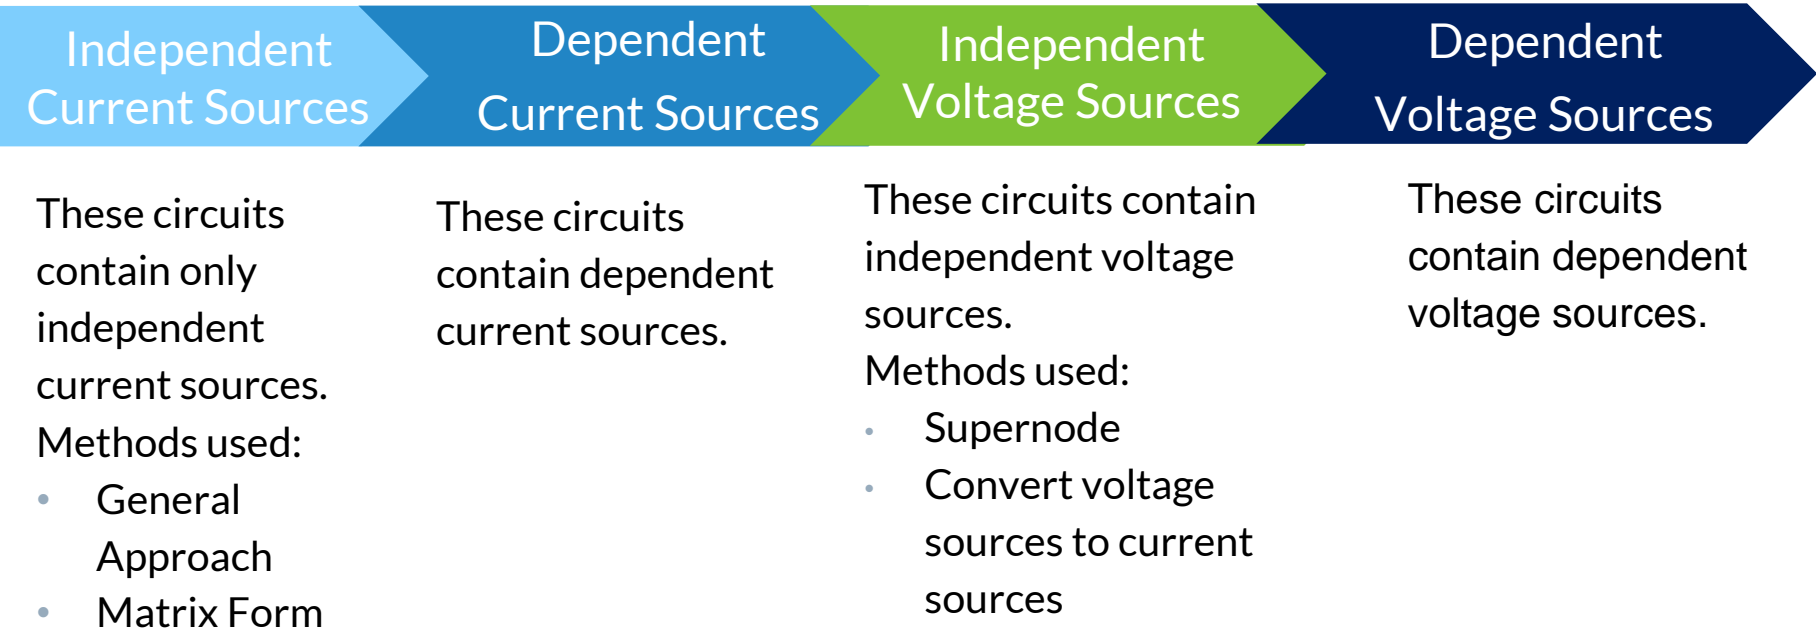 Independent
Current Sources
Dependent
Current Sources
Independent
Voltage Sources
Dependent
Voltage Sources
These circuits
contain only
independent
current sources.
Methods used:
• General
Approach
• Matrix Form
These circuits
contain dependent
current sources.
These circuits contain
independent voltage
sources.
Methods used:
• Supernode
• Convert voltage
sources to current
sources
These circuits
contain dependent
voltage sources.